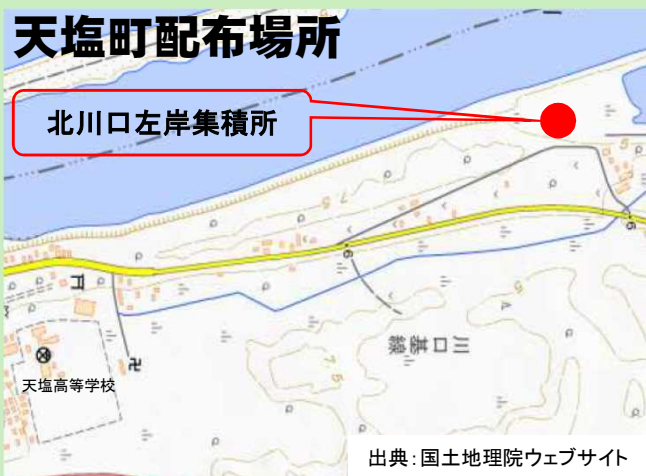 天塩町配布場所
北川口左岸集積所
川口基線
天塩高等学校
出典：国土地理院ウェブサイト